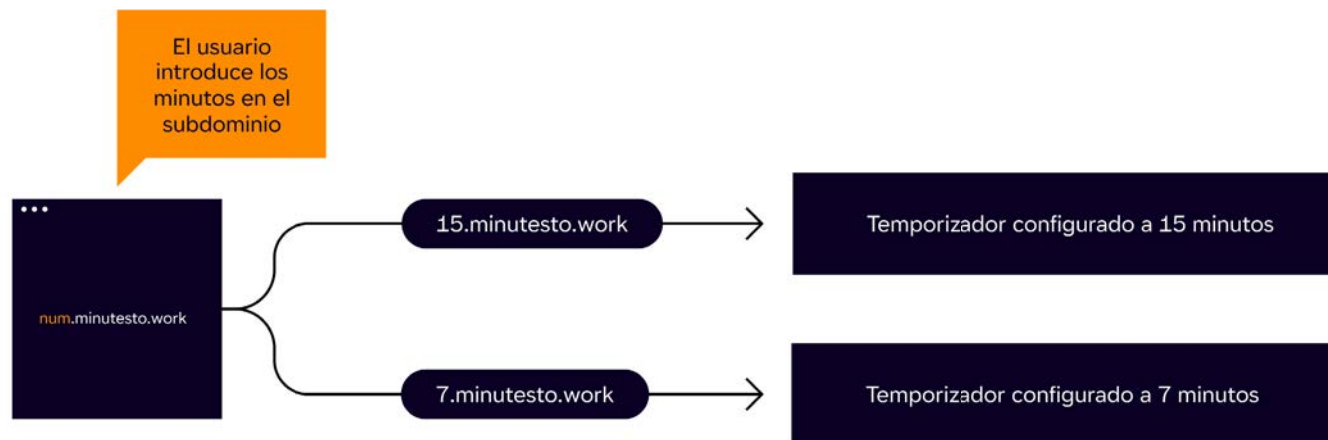 El usuario
introduce los
minutos en el
subdominio
num.minutesto.work
15.minutesto.work
Temporizador configurado a 15 minutos
7.minutesto.work
Temporizador configurado a 7 minutos